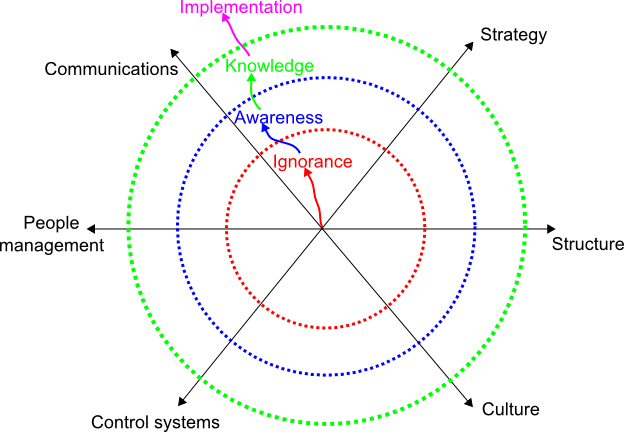 Implementation
Strategy
Communications
Knowledge
Awareness
Ignorance
People
management
Structure
Control systems
Culture